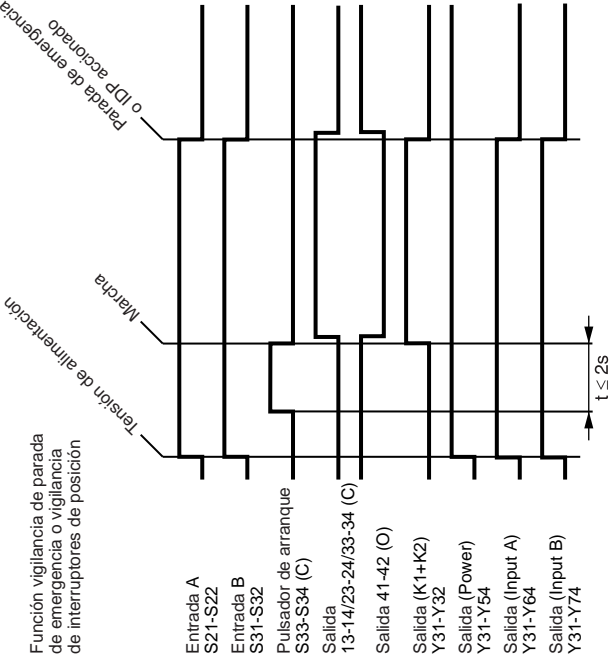 Función vigilancia de parada
de emergencia o vigilancia
de interruptores de posición
Tensión de alimentación
Marcha
Parada de emergencia
o IDP accionado
Entrada A
S21-S22
Entrada B
S31-S32
Pulsador de arranque
S33-S34 (C)
Salida
13-14/23-24/33-34 (C)
Salida 41-42 (O)
Salida (K1+K2)
Y31-Y32
Salida (Power)
Y31-Y54
Salida (Input A)
Y31-Y64
Salida (Input B)
Y31-Y74
t ≤ 2s